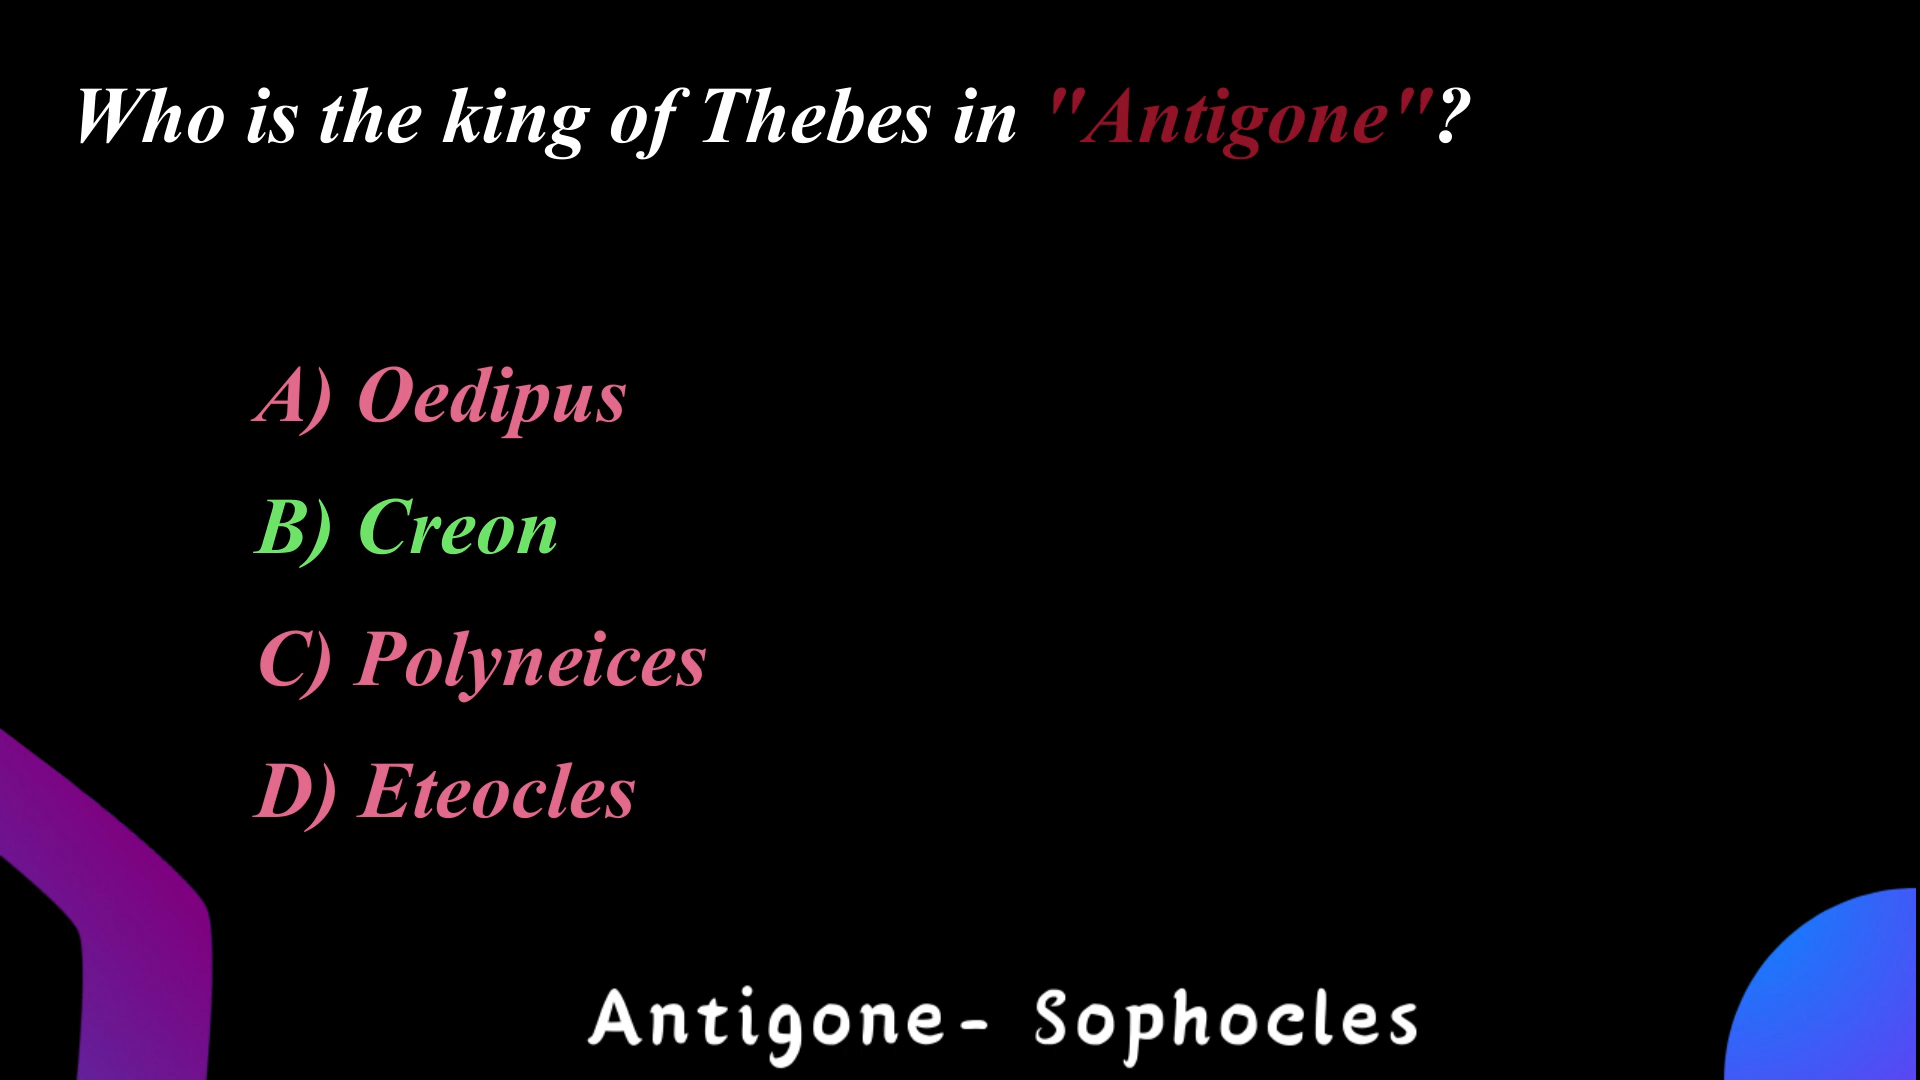 Who is the king of Thebes in "Antigone"?
A) Oedipus
B) Creon
C) Polyneices
D) Eteocles
Antigone- Sophocles